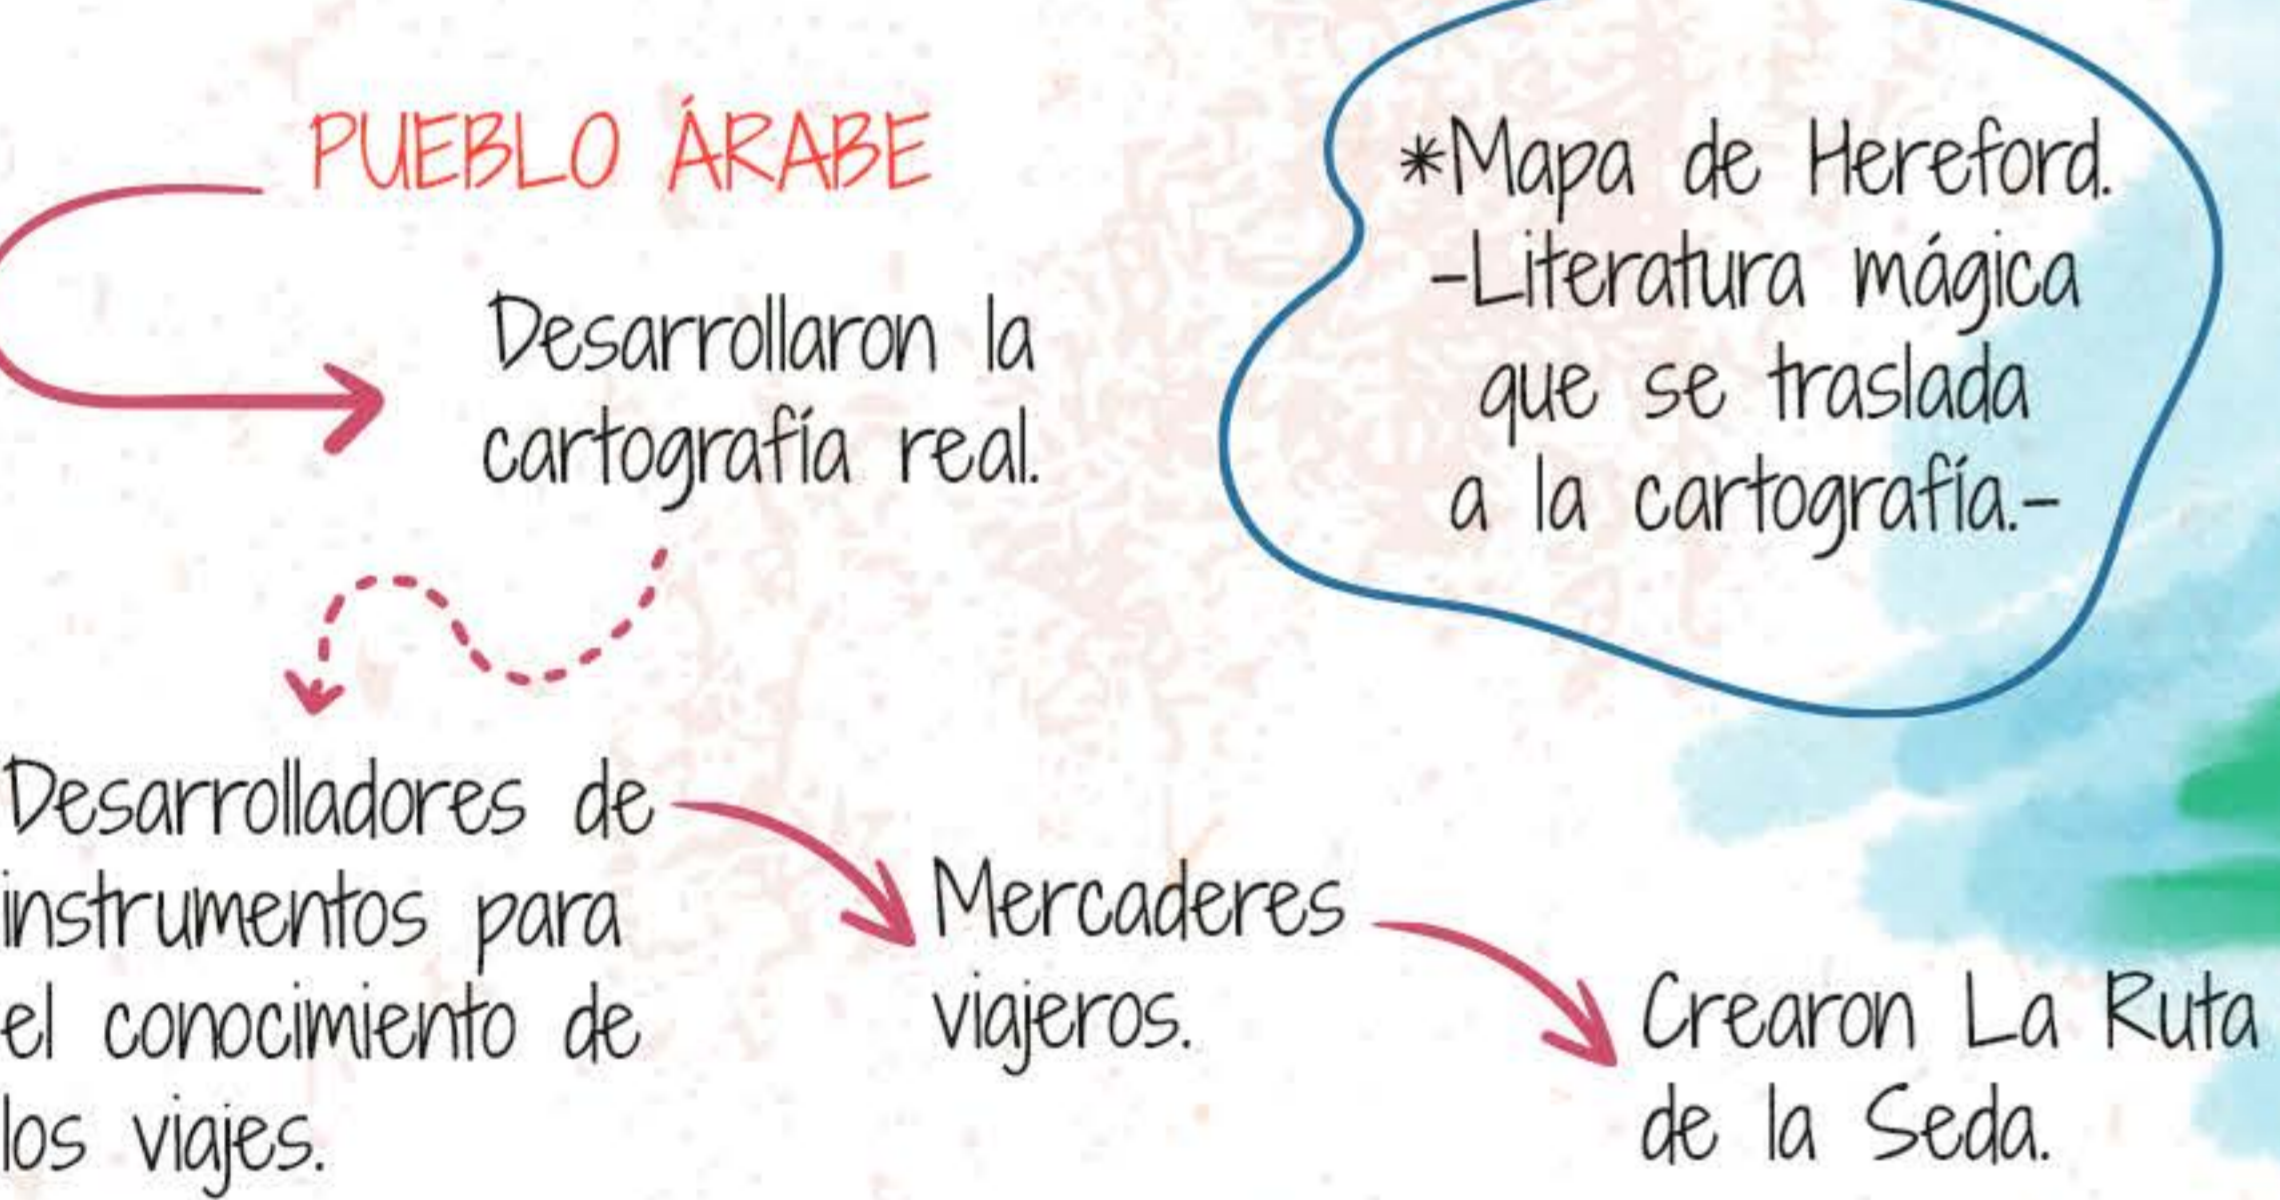 PUEBLO ÁRABE
Desarrollaron la
cartografía real.
*Mapa de Hereford.
-Literatura mágica
que se traslada
a la cartografía.-
Desarrolladores de
instrumentos para
el conocimiento de
los viajes.
Mercaderes
viajeros.
Crearon La Ruta
de la Seda.